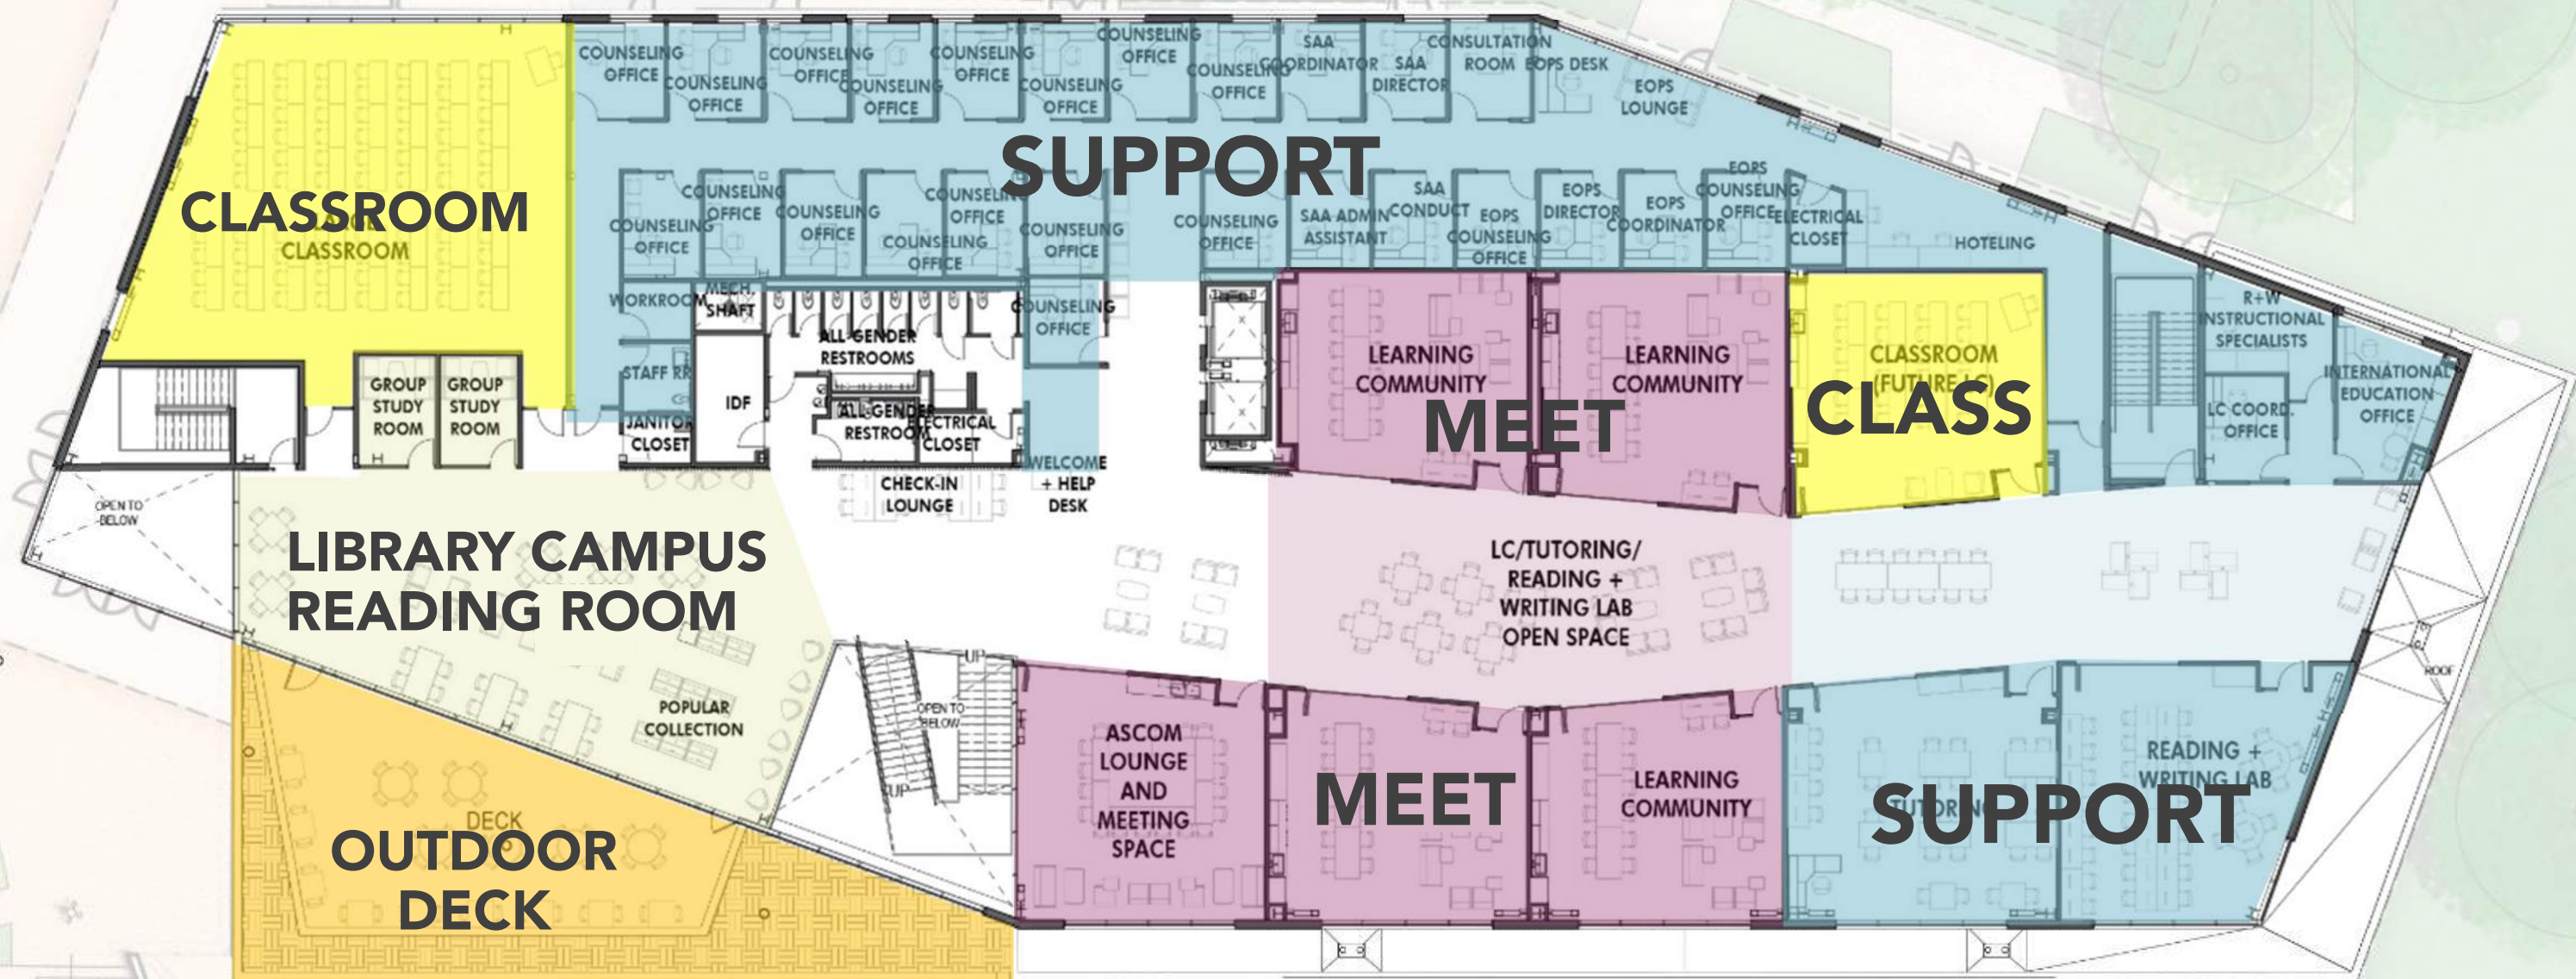 COUNSELING
OFFICE
COUNSELING
OFFICE
COUNSELING
OFFICE
COUNSELING
OFFICE
COUNSELING
OFFICE
COUNSELING
OFFICE
COUNSELING
OFFICE
COUNSELING
OFFICE
SAA
COORDINATOR
SAA
DIRECTOR
CONSULTATION
ROOM
EOPS DESK
EOPS
LOUNGE
SUPPORT
CLASSROOM
CLASSROOM
COUNSELING
OFFICE
COUNSELING
OFFICE
COUNSELING
OFFICE
COUNSELING
OFFICE
COUNSELING
OFFICE
COUNSELING
OFFICE
COUNSELING
OFFICE
SAA ADMIN
ASSISTANT
SAA
CONDUCT
EOPS
COUNSELING
OFFICE
EOPS
DIRECTOR
EOPS
COORDINATOR
EOPS
COUNSELING
OFFICE
ELECTRICAL
CLOSET
HOTELING
WORKROOM
MECH.
SHAFT
ALL-GENDER
RESTROOMS
COUNSELING
OFFICE
STAFF RR
IDF
JANITOR
CLOSET
ALL-GENDER
RESTROOM
ELECTRICAL
CLOSET
GROUP
STUDY
ROOM
GROUP
STUDY
ROOM
LEARNING
COMMUNITY
LEARNING
COMMUNITY
MEET
CLASSROOM
(FUTURE LC)
CLASS
R+W
INSTRUCTIONAL
SPECIALISTS
INTERNATIONAL
EDUCATION
OFFICE
LC COORD.
OFFICE
OPEN TO
BELOW
CHECK-IN
LOUNGE
WELCOME
+ HELP
DESK
LIBRARY CAMPUS
READING ROOM
LC/TUTORING/
READING +
WRITING LAB
OPEN SPACE
UP
OPEN TO
BELOW
UP
POPULAR
COLLECTION
ROOF
ASCOM
LOUNGE
AND
MEETING
SPACE
MEET
LEARNING
COMMUNITY
TUTORING
READING +
WRITING LAB
SUPPORT
DECK
OUTDOOR
DECK